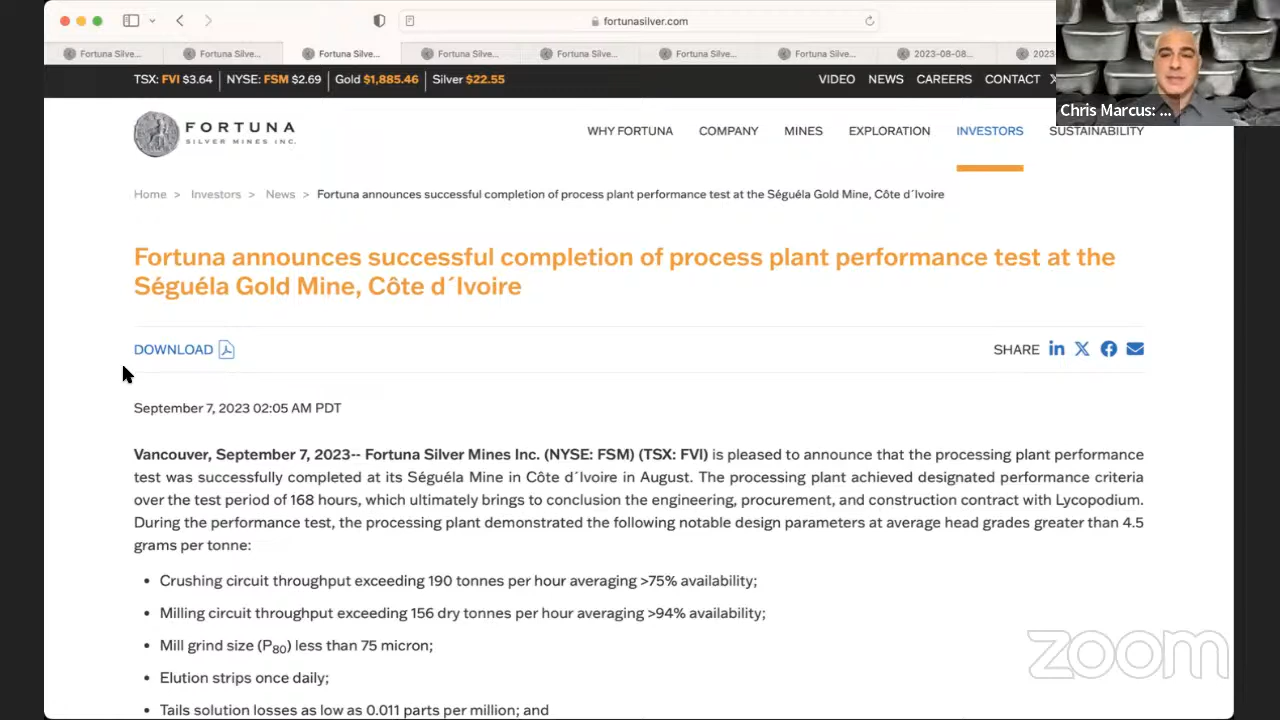 fortunasilver.com
Fortuna Silve...
Fortuna Silve...
Fortuna Silve...
Fortuna Silve...
Fortuna Silve...
Fortuna Silve...
Fortuna Silve...
2023-08-08...
2023
TSX: FVI $3.64 | NYSE: FSM $2.69 | Gold $1,885.46 | Silver $22.55
VIDEO NEWS CAREERS CONTACT
Chris Marcus: ...
FORTUNA
SILVER MINES INC.
WHY FORTUNA COMPANY MINES EXPLORATION INVESTORS SUSTAINABILITY
Home > Investors > News > Fortuna announces successful completion of process plant performance test at the Séguéla Gold Mine, Côte d´Ivoire
Fortuna announces successful completion of process plant performance test at the
Séguéla Gold Mine, Côte d´Ivoire
DOWNLOAD
SHARE
September 7, 2023 02:05 AM PDT
Vancouver, September 7, 2023-- Fortuna Silver Mines Inc. (NYSE: FSM) (TSX: FVI) is pleased to announce that the processing plant performance
test was successfully completed at its Séguéla Mine in Côte d´Ivoire in August. The processing plant achieved designated performance criteria
over the test period of 168 hours, which ultimately brings to conclusion the engineering, procurement, and construction contract with Lycopodium.
During the performance test, the processing plant demonstrated the following notable design parameters at average head grades greater than 4.5
grams per tonne:
• Crushing circuit throughput exceeding 190 tonnes per hour averaging >75% availability;
• Milling circuit throughput exceeding 156 dry tonnes per hour averaging >94% availability;
• Mill grind size (P80) less than 75 micron;
• Elution strips once daily;
• Tails solution losses as low as 0.011 parts per million; and
zoom